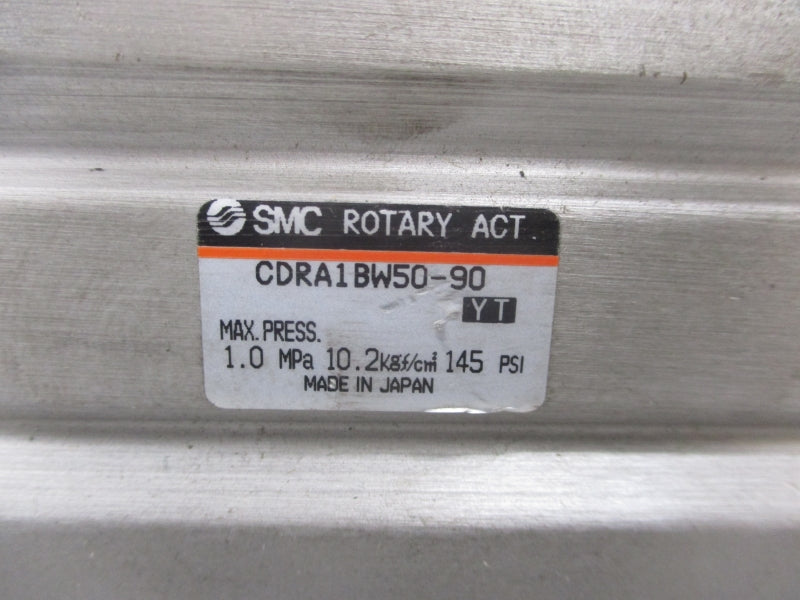 SMC ROTARY ACT.
CDRA1BW50-90
YT
MAX.PRESS.
1.0 MPa 10.2kgf/cm² 145 PSI
MADE IN JAPAN